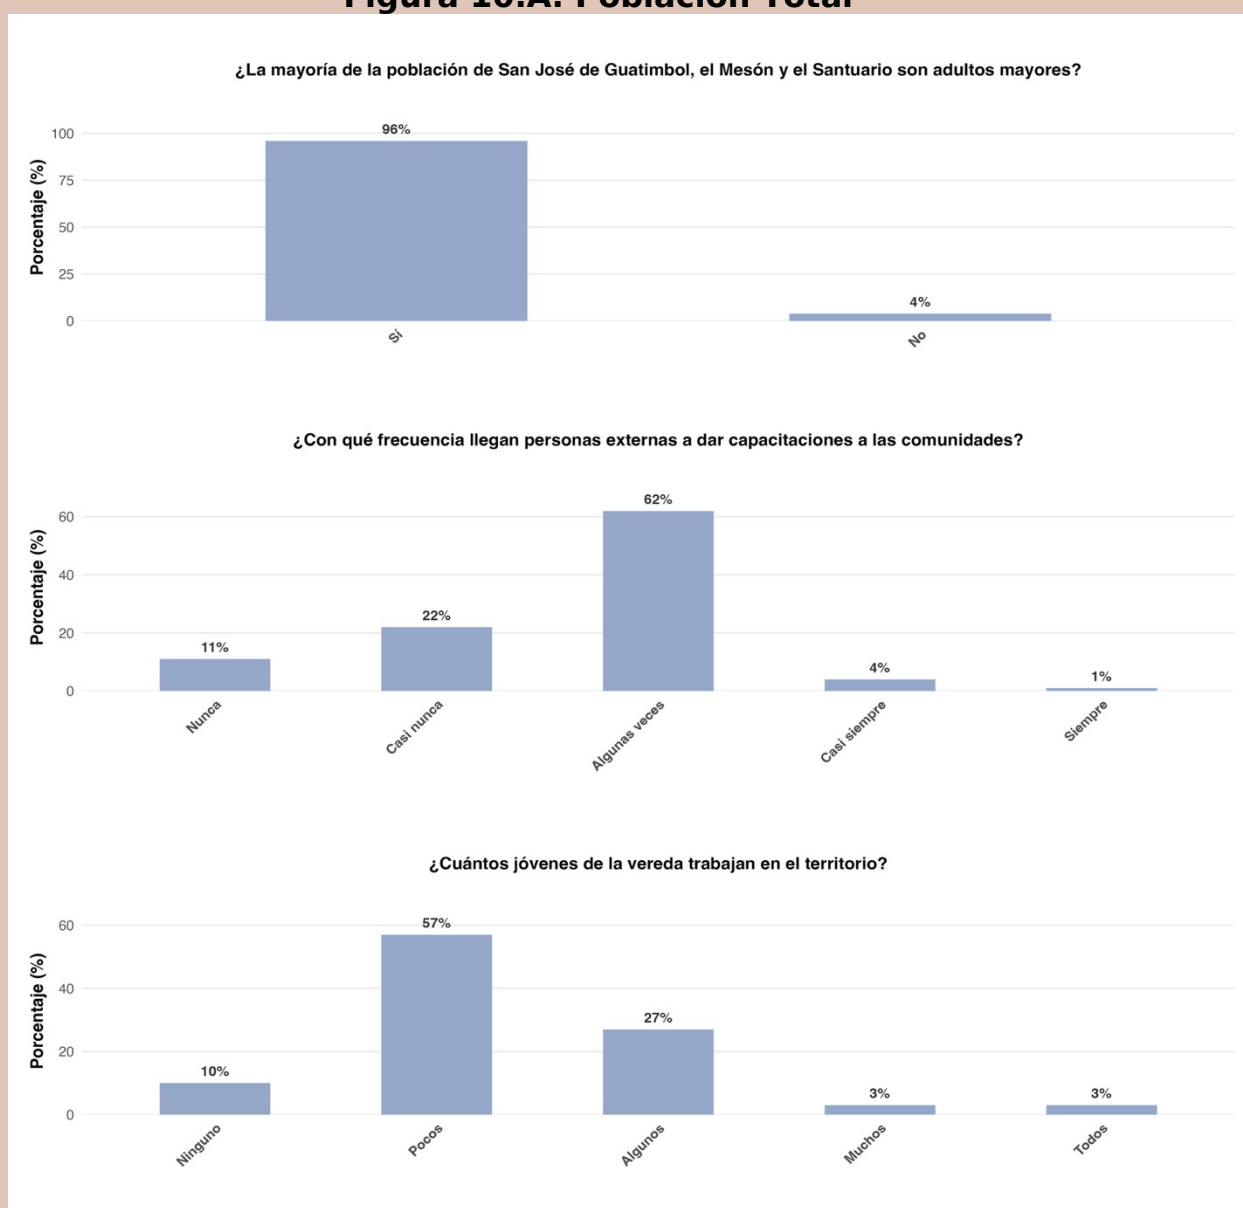 Figura 10.A: Población Total
¿La mayoría de la población de San José de Guatimbol, el Mesón y el Santuario son adultos mayores?
Porcentaje (%)
100
75
50
25
0
96%
4%
Sí
No
¿Con qué frecuencia llegan personas externas a dar capacitaciones a las comunidades?
Porcentaje (%)
60
40
20
0
11%
22%
62%
4%
1%
Nunca
Casi nunca
Algunas veces
Casi siempre
Siempre
¿Cuántos jóvenes de la vereda trabajan en el territorio?
Porcentaje (%)
60
40
20
0
10%
57%
27%
3%
3%
Ninguno
Pocos
Algunos
Muchos
Todos